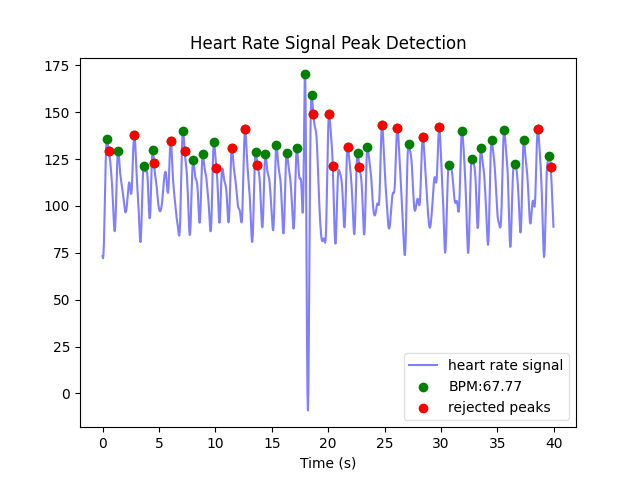 Heart Rate Signal Peak Detection
175
150
125
100
75
50
25
0
heart rate signal
BPM:67.77
rejected peaks
0 5 10 15 20 25 30 35 40
Time (s)